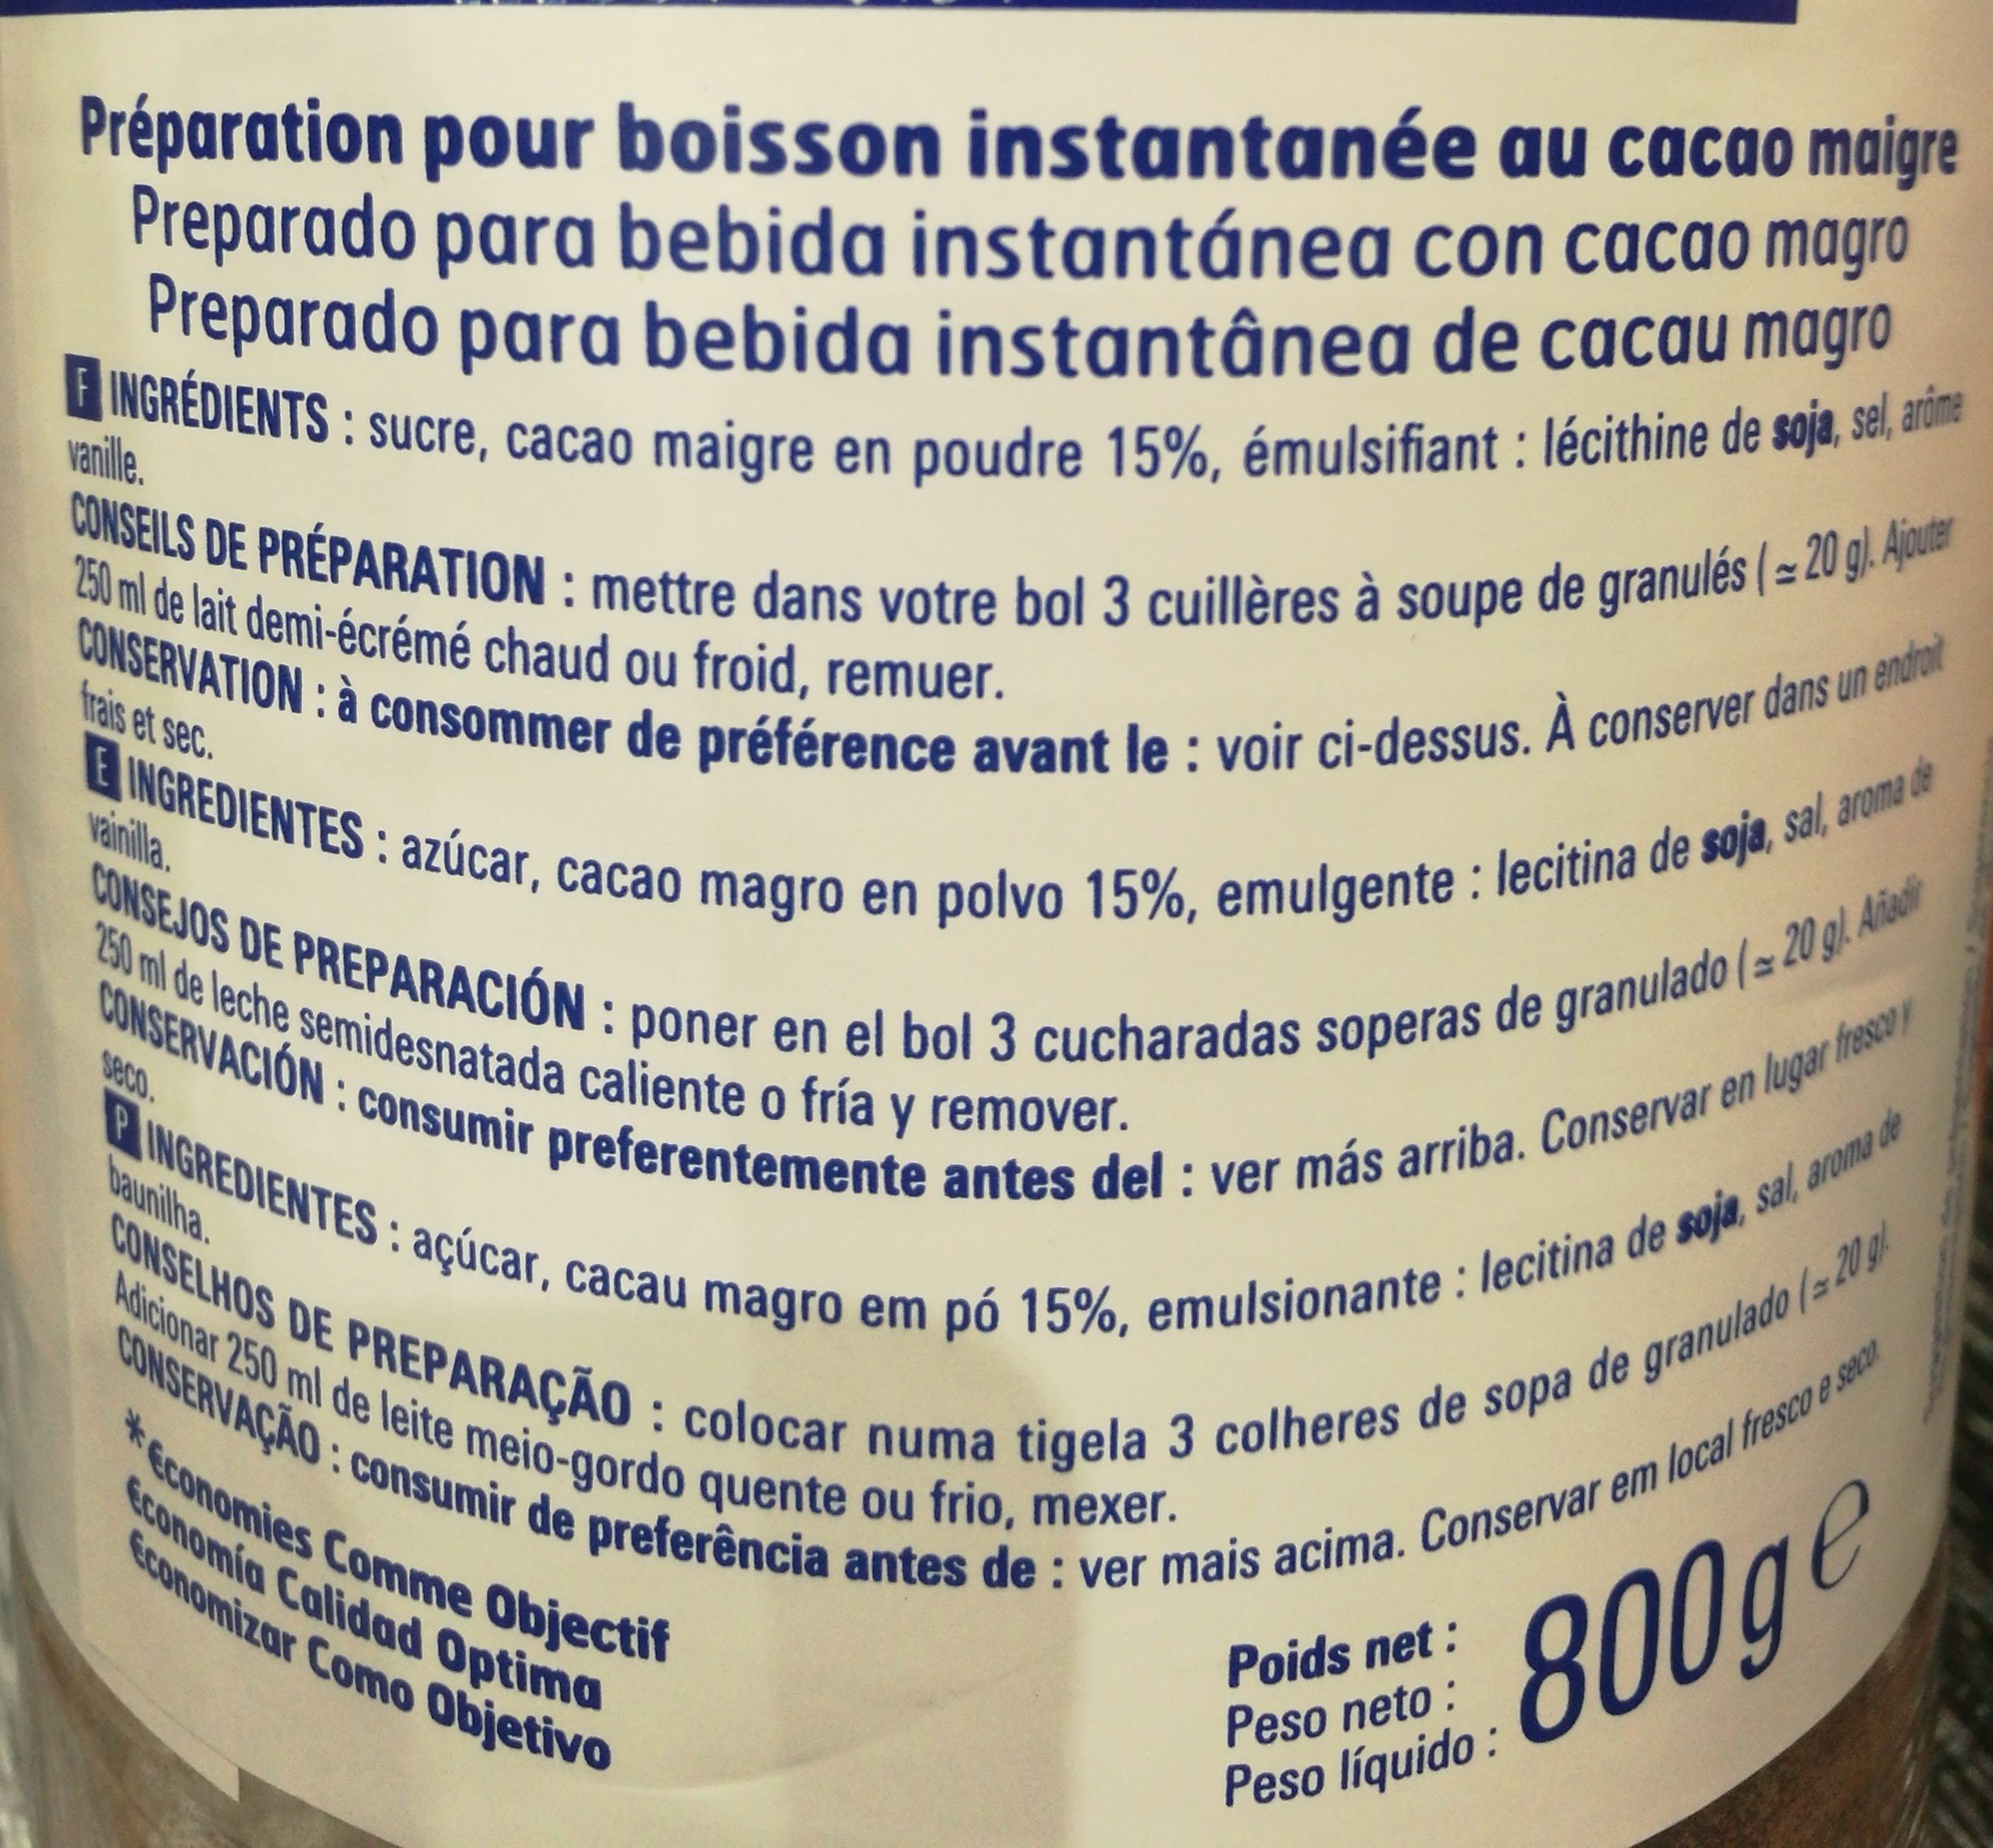 Préparation pour boisson instantanée au cacao maigre
Preparado para bebida instantánea con cacao magro
Preparado para bebida instantânea de cacau magro
F INGRÉDIENTS : sucre, cacao maigre en poudre 15%, émulsifiant : lécithine de soja, sel, arôme
vanille.
CONSEILS DE PRÉPARATION : mettre dans votre bol 3 cuillères à soupe de granulés (≃ 20 g). Ajouter
250 ml de lait demi-écrémé chaud ou froid, remuer.
CONSERVATION : à consommer de préférence avant le : voir ci-dessus. À conserver dans un endroit
frais et sec.
E INGREDIENTES : azúcar, cacao magro en polvo 15%, emulgente : lecitina de soja, sal, aroma de
vainilla.
CONSEJOS DE PREPARACIÓN : poner en el bol 3 cucharadas soperas de granulado (≃ 20 g). Añadir
250 ml de leche semidesnatada caliente o fría y remover.
CONSERVACIÓN : consumir preferentemente antes del : ver más arriba. Conservar en lugar fresco y
seco.
P INGREDIENTES : açúcar, cacau magro em pó 15%, emulsionante : lecitina de soja, sal, aroma de
baunilha.
CONSELHOS DE PREPARAÇÃO : colocar numa tigela 3 colheres de sopa de granulado (≃ 20 g).
Adicionar 250 ml de leite meio-gordo quente ou frio, mexer.
CONSERVAÇÃO : consumir de preferência antes de : ver mais acima. Conservar em local fresco e seco.
*€conomies Comme Objectif
€conomía Calidad Optima
€conomizar Como Objetivo
Poids net :
Peso neto :
Peso líquido :
800g e